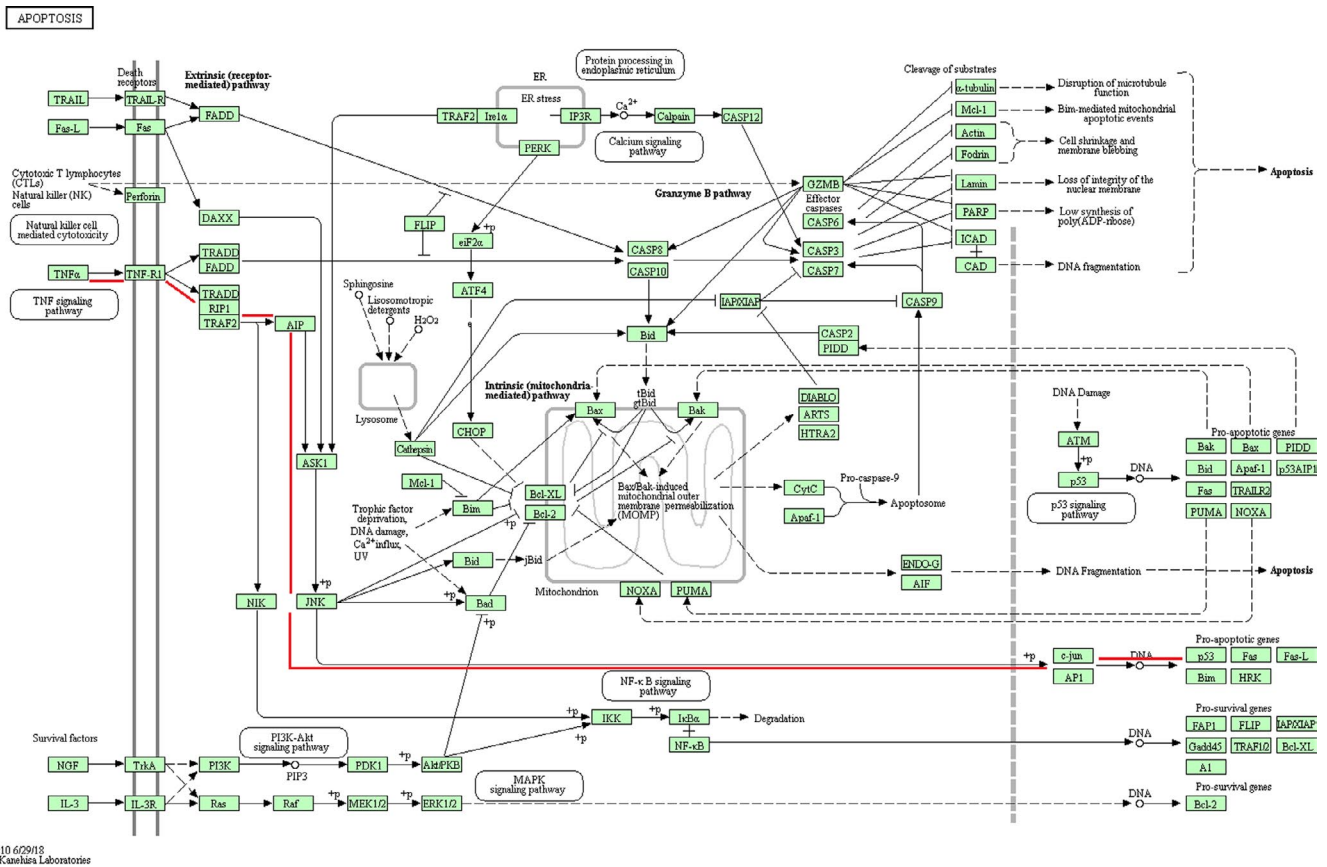 APOPTOSIS
Death
receptors
Extrinsic (receptor-
mediated) pathway
TRAIL
TRAIL-R
Fas-L
Fas
FADD
Cytotoxic T lymphocytes
(CTLs)
Natural killer (NK)
cells
Perforin
Natural killer cell
mediated cytotoxicity
DAXX
TNFα
TNF-R1
TRADD
FADD
TNF signaling
pathway
TRADD
RIP1
TRAF2
AIP
ER
Protein processing in
endoplasmic reticulum
ER stress
TRAF2
Ire1α
IP3R
Ca2+
Calpain
CASP12
PERK
Calcium signaling
pathway
Granzyme B pathway
GZMB
Effector
caspases
CASP6
CASP3
CASP7
FLIP
+p
eiF2α
ATF4
CASP8
CASP10
IAP/XIAP
CASP9
Sphingosine
Lisosomotropic
detergents
H2O2
Lysosome
Bid
CASP2
PIDD
Intrinsic (mitochondria-
mediated) pathway
tBid
gtBid
Bax
Bak
DIABLO
ARTS
HTRA2
CHOP
Cathepsin
ASK1
Mcl-1
Bcl-XL
Bcl-2
Bim
+p
Bax/Bak-induced
mitochondrial outer
membrane permeabilization
(MOMP)
CytC
Apaf-1
Pro-caspase-9
Apoptosome
Trophic factor
deprivation,
DNA damage,
Ca2+ influx,
UV
Bid
jBid
Mitochondrion
NOXA
PUMA
ENDO-G
AIF
DNA Fragmentation
Apoptosis
NIK
+p
JNK
+p
Bad
+p
Cleavage of substrates
α-tubulin
Mcl-1
Actin
Fodrin
Lamin
PARP
ICAD
CAD
Disruption of microtubule
function
Bim-mediated mitochondrial
apoptotic events
Cell shrinkage and
membrane blebbing
Loss of integrity of the
nuclear membrane
Low synthesis of
poly(ADP-ribose)
DNA fragmentation
Apoptosis
DNA Damage
ATM
+p
p53
DNA
p53 signaling
pathway
Pro-apoptotic genes
Bak
Bax
PIDD
Bid
Apaf-1
p53AIP1
Fas
TRAILR2
PUMA
NOXA
+p
c-jun
AP1
DNA
Pro-apoptotic genes
p53
Fas
Fas-L
Bim
HRK
NF-κB signaling
pathway
+p
IKK
+p
IκBα
Degradation
+p
NF-κB
DNA
Pro-survival genes
FAP1
FLIP
IAP/XIAP
Gadd45
TRAF1/2
Bcl-XL
A1
Survival factors
PI3K-Akt
signaling pathway
NGF
TrkA
PI3K
PIP3
PDK1
+p
Akt/PKB
MAPK
signaling pathway
IL-3
IL-3R
Ras
Raf
+p
MEK1/2
+p
ERK1/2
DNA
Pro-survival genes
Bcl-2
10 6/29/18
Kanehisa Laboratories